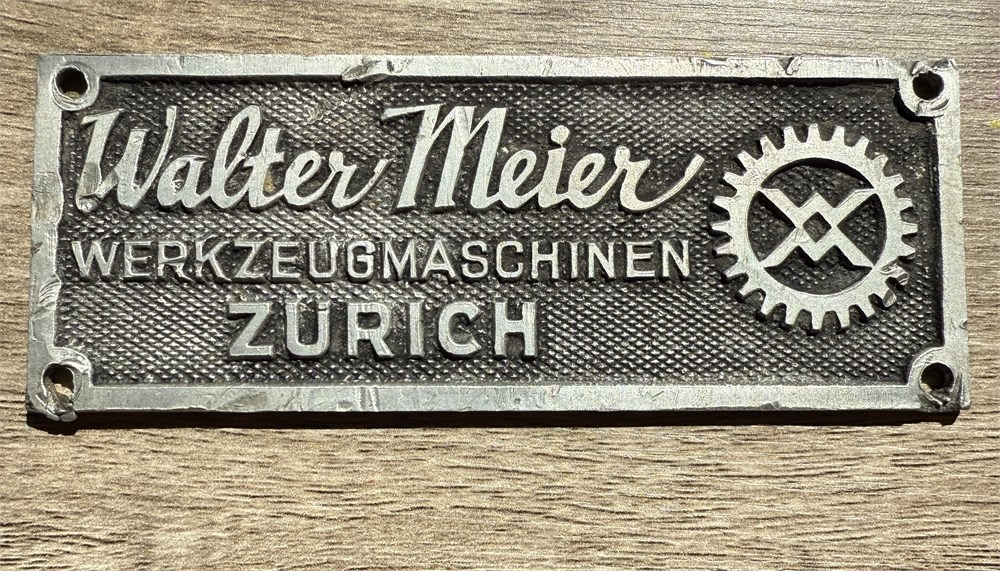 Walter Meier
WERKZEUGMASCHINEN
ZÜRICH